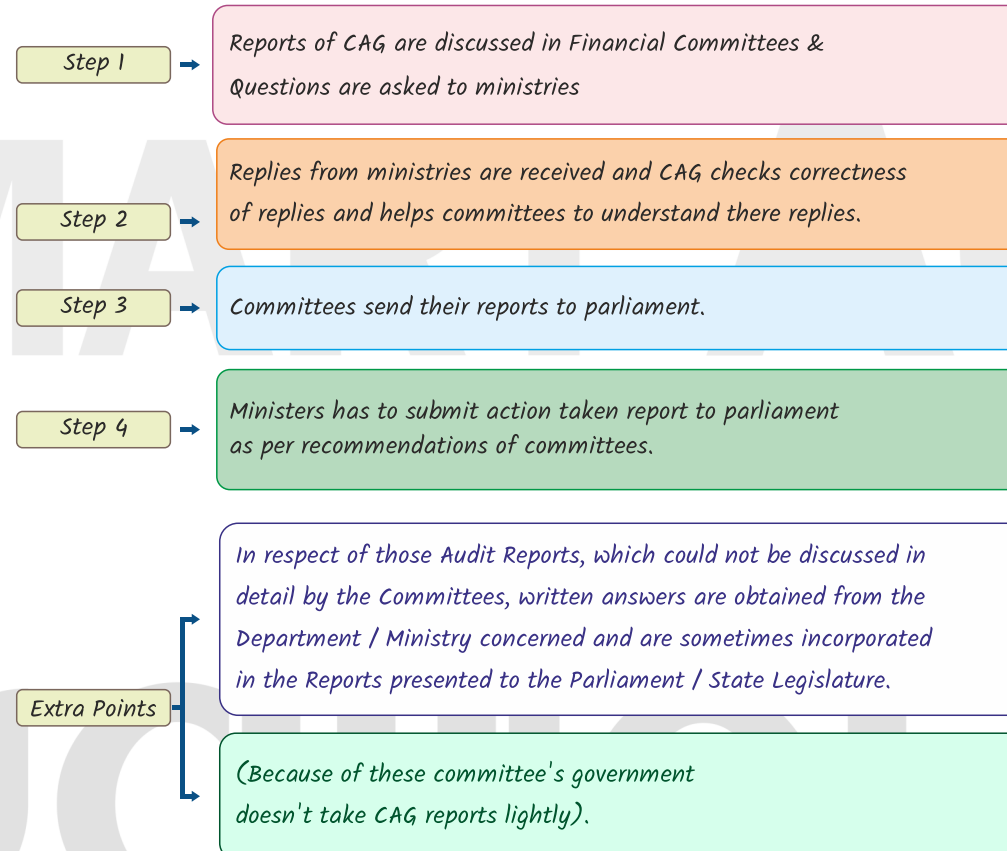 Step 1
Reports of CAG are discussed in Financial Committees &
Questions are asked to ministries
Step 2
Replies from ministries are received and CAG checks correctness
of replies and helps committees to understand there replies.
Step 3
Committees send their reports to parliament.
Step 4
Ministers has to submit action taken report to parliament
as per recommendations of committees.
Extra Points
In respect of those Audit Reports, which could not be discussed in
detail by the Committees, written answers are obtained from the
Department / Ministry concerned and are sometimes incorporated
in the Reports presented to the Parliament / State Legislature.
(Because of these committee's government
doesn't take CAG reports lightly).